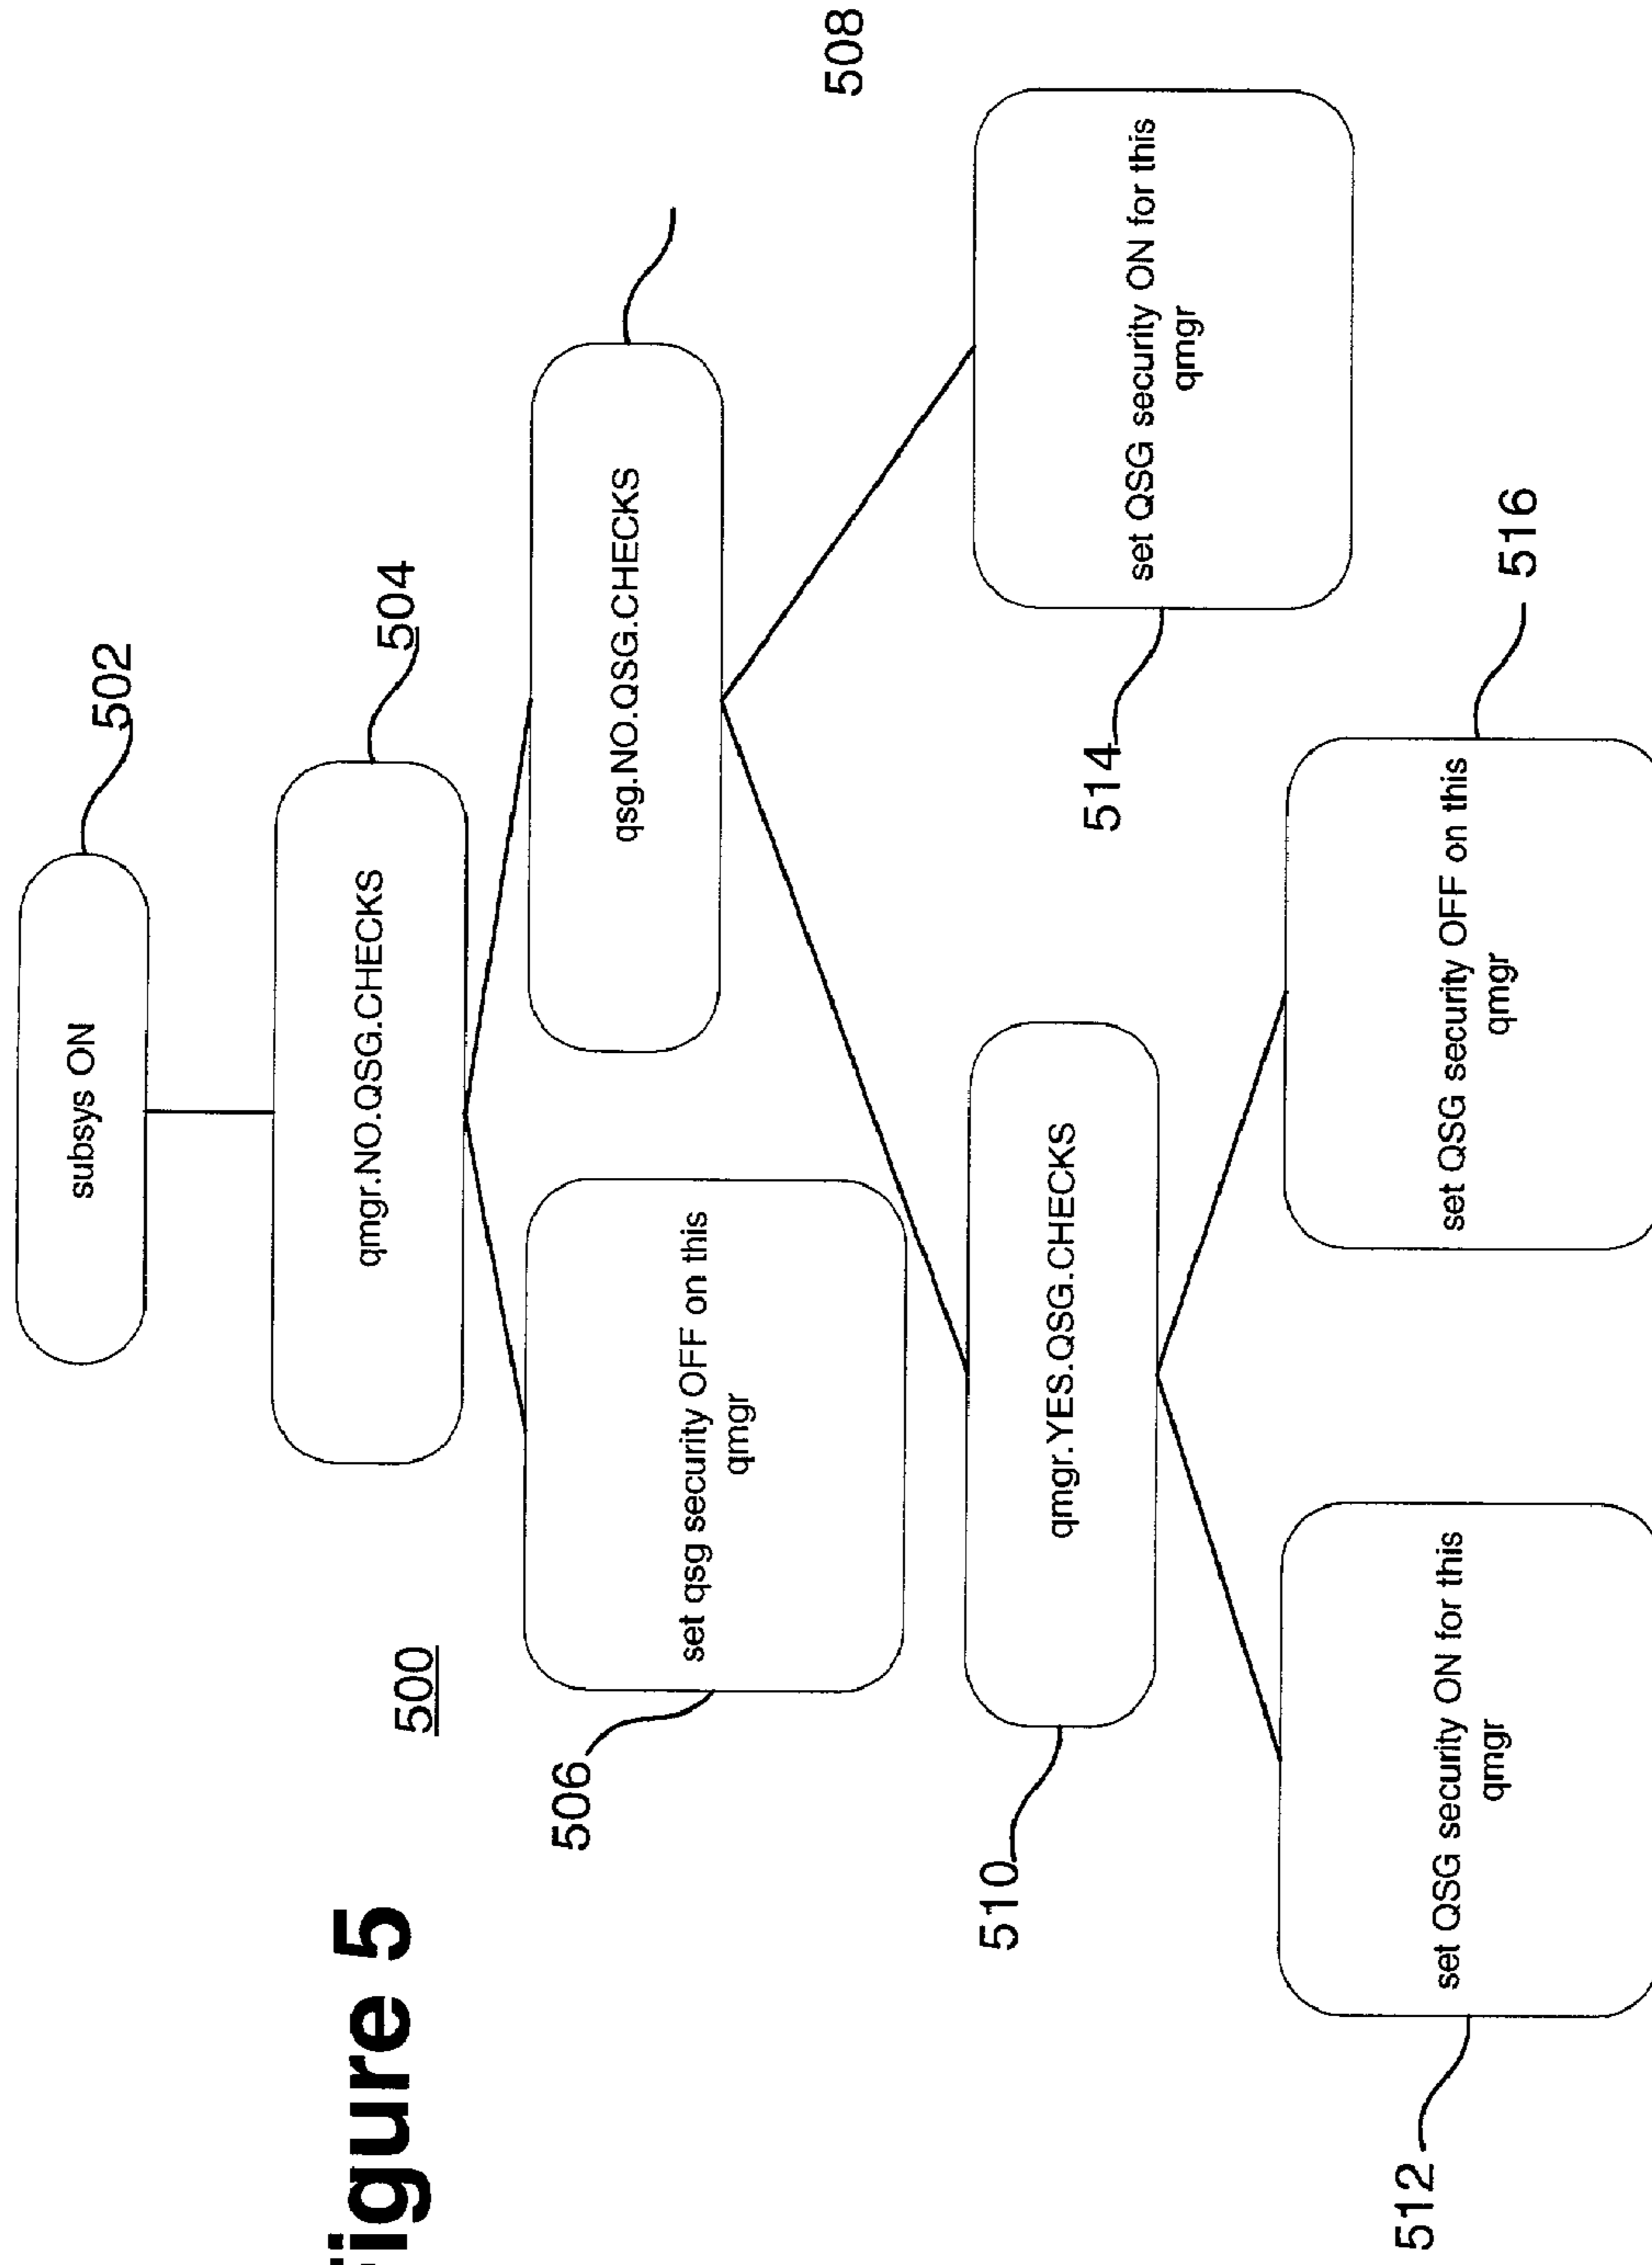 Figure 5
500
subsys ON
502
qmgr.NO.QSG.CHECKS
504
506
set qsg security OFF on this
qmgr
qsg.NO.QSG.CHECKS
508
510
qmgr.YES.QSG.CHECKS
514
set QSG security ON for this
qmgr
512
set QSG security ON for this
qmgr
set QSG security OFF on this
qmgr
516